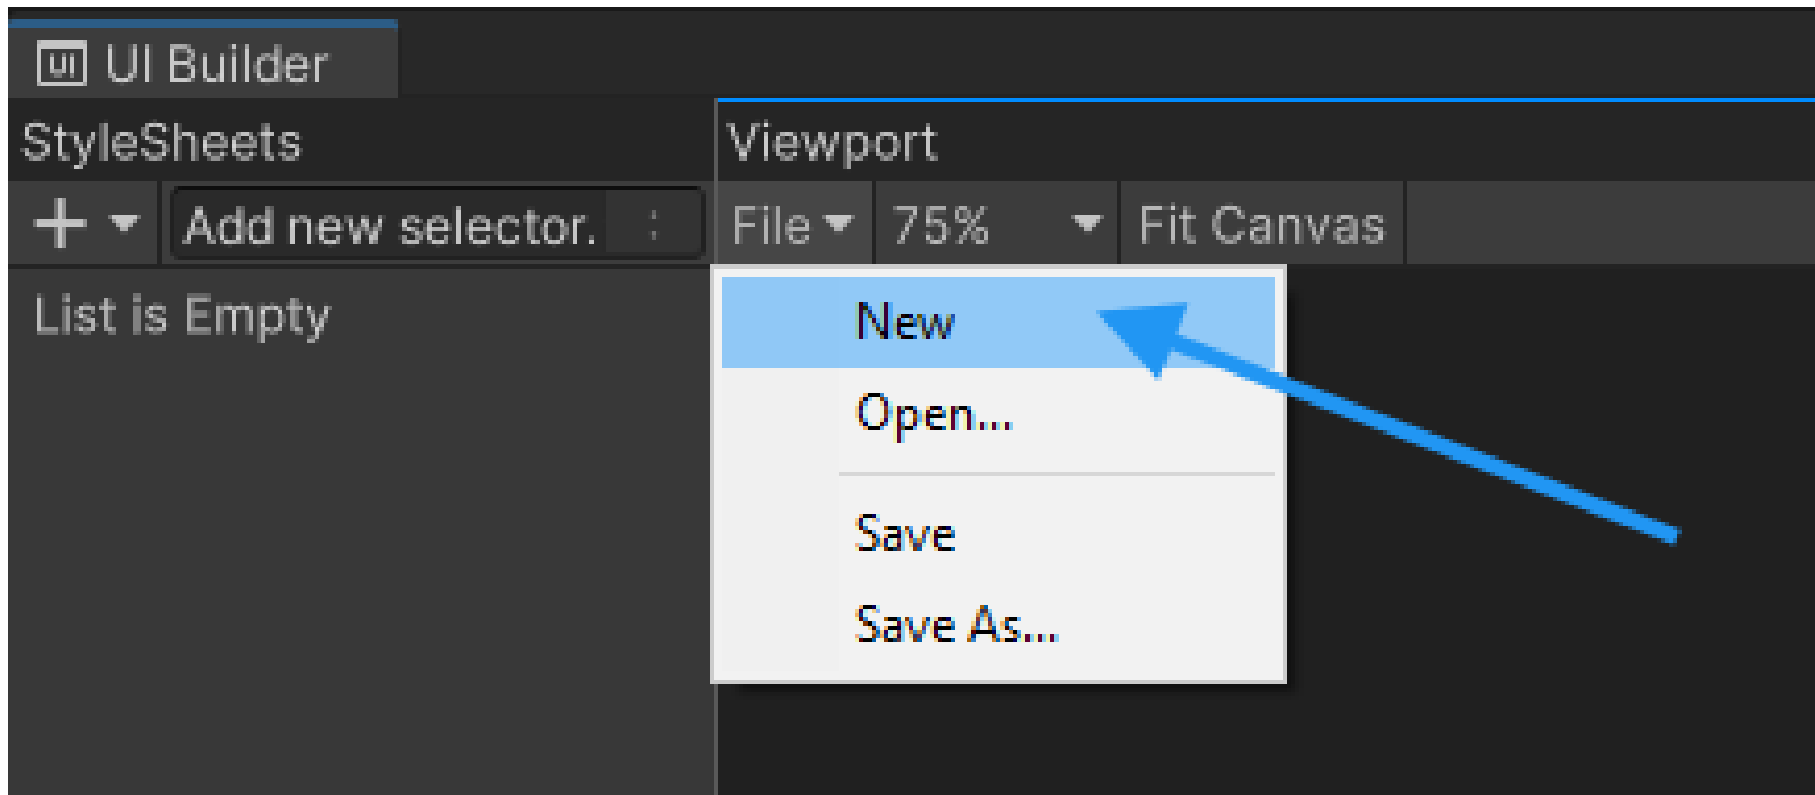 UI UI Builder
StyleSheets
Viewport
Add new selector.
File 75% Fit Canvas
List is Empty
New
Open...
Save
Save As...